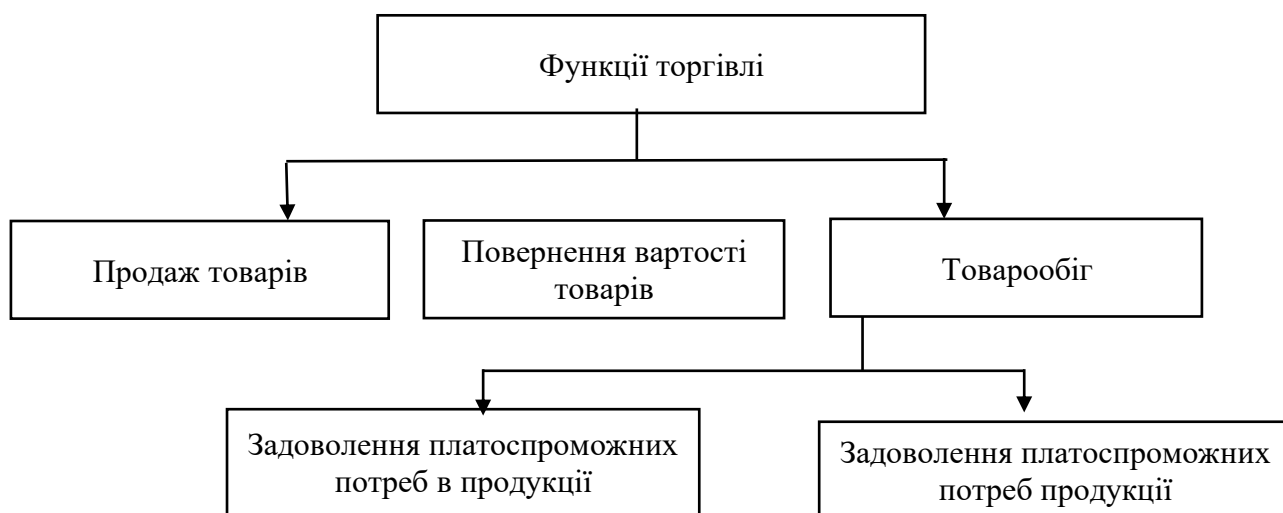 Функції торгівлі
Продаж товарів
Повернення вартості
товарів
Товарообіг
Задоволення платоспроможних
потреб в продукції
Задоволення платоспроможних
потреб продукції